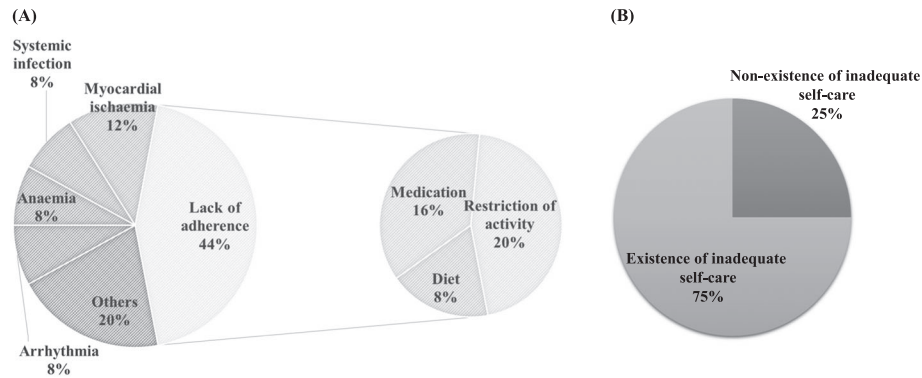 (A)
(B)
Systemic
infection
8%
Myocardial
ischaemia
12%
Anaemia
8%
Lack of
adherence
44%
Others
20%
Arrhythmia
8%
Medication
16%
Restriction of
activity
20%
Diet
8%
Non-existence of inadequate
self-care
25%
Existence of inadequate
self-care
75%